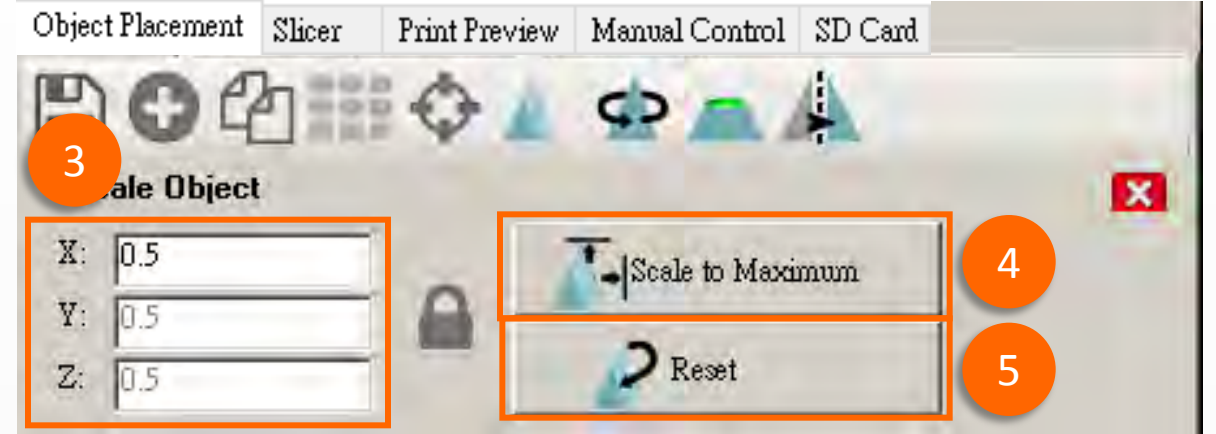 Object Placement Slicer Print Preview Manual Control SD Card
3
ale Object
X: 0.5
Scale to Maximum
4
Y: 0.5
Z: 0.5
Reset
5